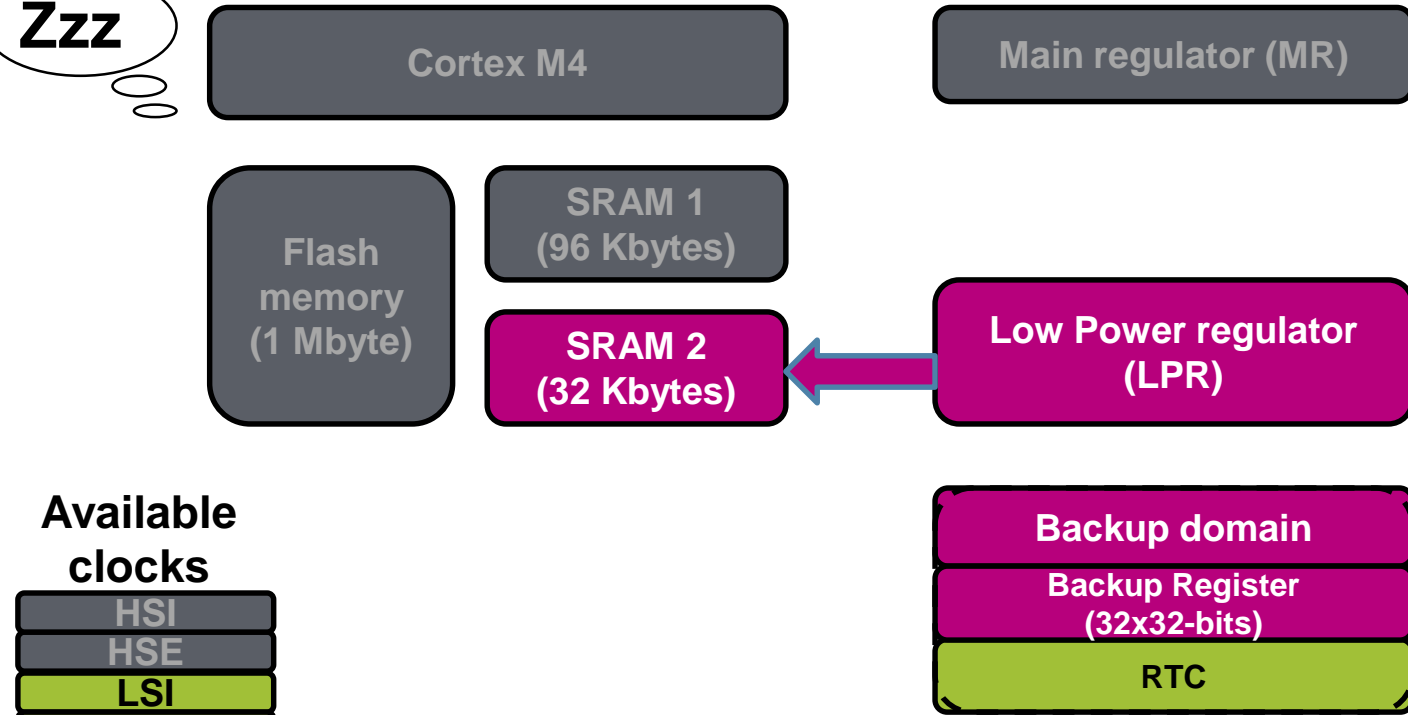 Zzz
Cortex M4
Main regulator (MR)
Flash
memory
(1 Mbyte)
SRAM 1
(96 Kbytes)
SRAM 2
(32 Kbytes)
Low Power regulator
(LPR)
Available
clocks
HSI
HSE
LSI
Backup domain
Backup Register
(32x32-bits)
RTC